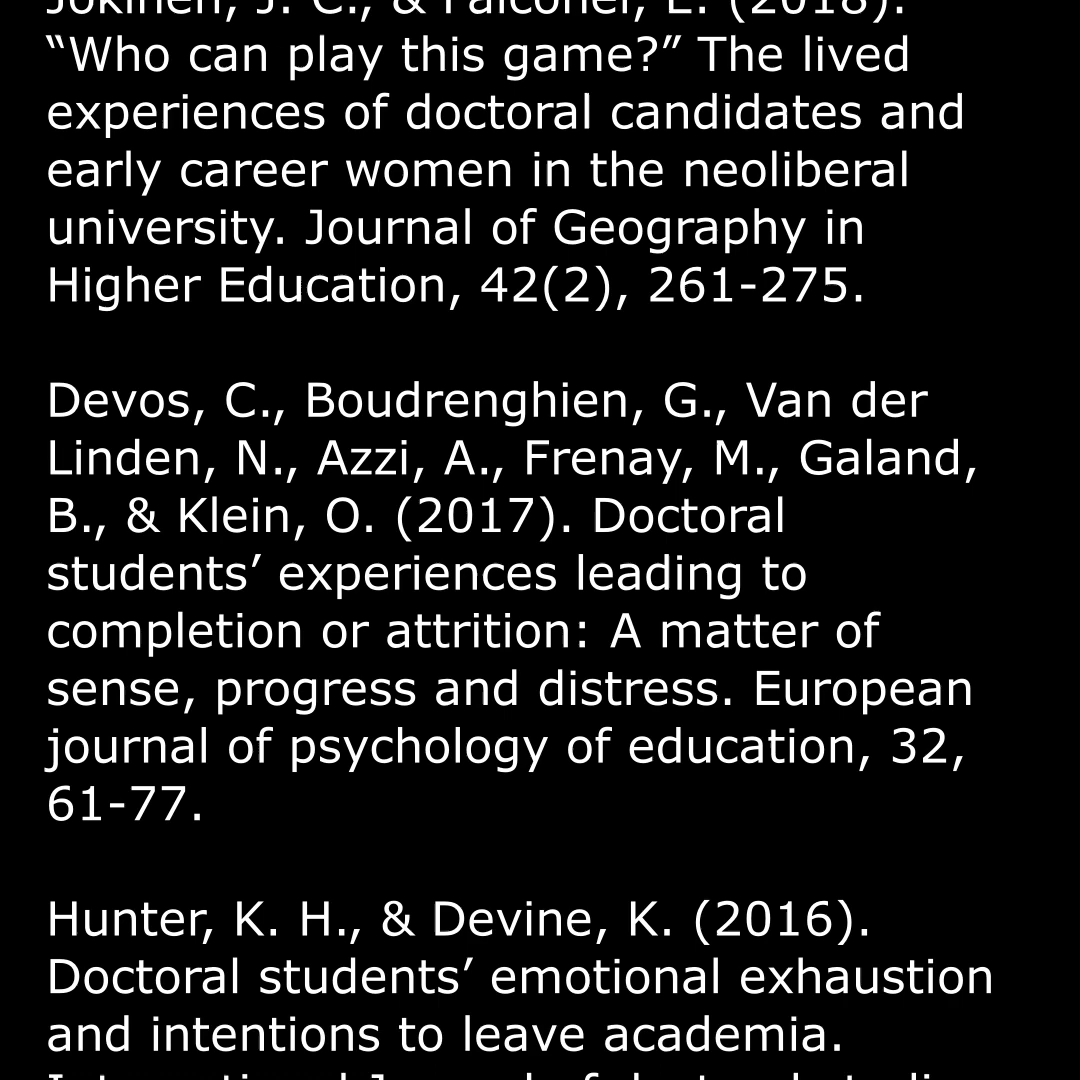 Jokinen, J. C., & Falconer, L. (2018).
“Who can play this game?” The lived
experiences of doctoral candidates and
early career women in the neoliberal
university. Journal of Geography in
Higher Education, 42(2), 261-275.
Devos, C., Boudrenghien, G., Van der
Linden, N., Azzi, A., Frenay, M., Galand,
B., & Klein, O. (2017). Doctoral
students’ experiences leading to
completion or attrition: A matter of
sense, progress and distress. European
journal of psychology of education, 32,
61-77.
Hunter, K. H., & Devine, K. (2016).
Doctoral students’ emotional exhaustion
and intentions to leave academia.